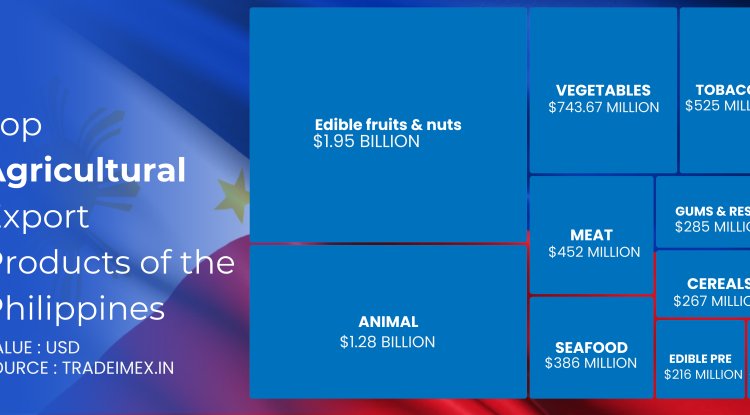 op
Agricultural
Export
Products of the
Philippines
ALUE : USD
OURCE : TRADEIMEX.IN
Edible fruits & nuts
$1.95 BILLION
ANIMAL
$1.28 BILLION
VEGETABLES
$743.67 MILLION
TOBACC
$525 MILL
MEAT
$452 MILLION
GUMS & RES
$285 MILLIO
CEREALS
$267 MILLIO
SEAFOOD
$386 MILLION
EDIBLE PRE
$216 MILLION